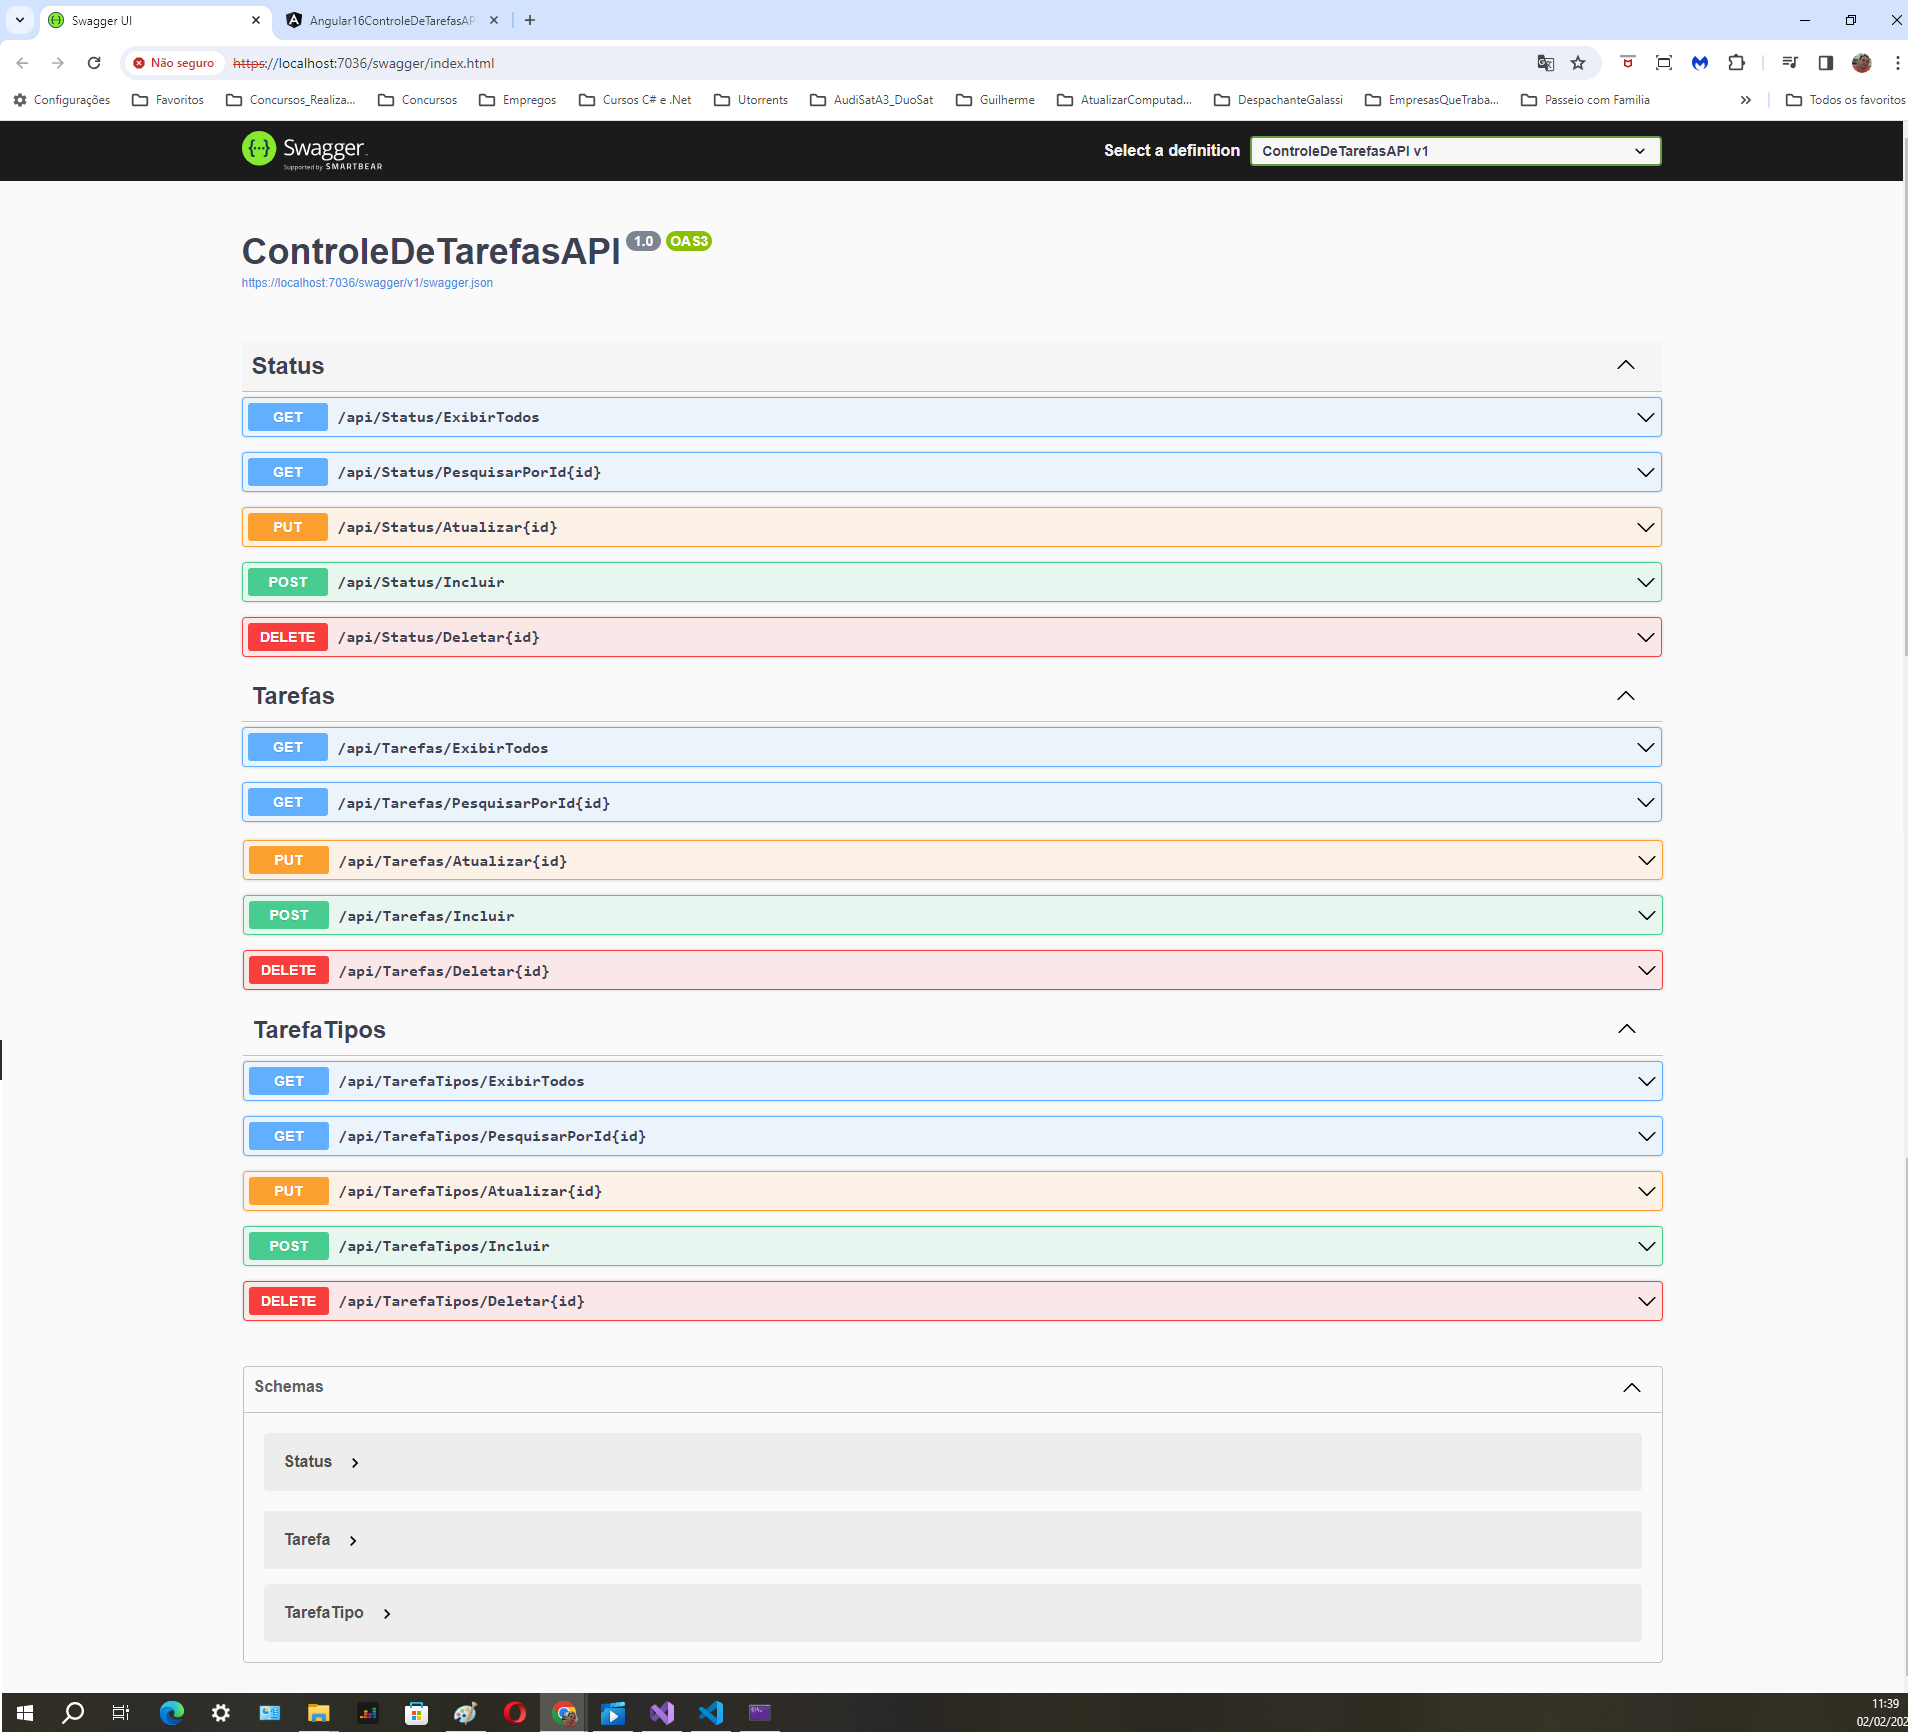 Swagger UI
Angular16ControleDeTarefasAP
Não seguro
https://localhost:7036/swagger/index.html
Configurações
Favoritos
Concursos_Realiza...
Concursos
Empregos
Cursos C# e .Net
Utorrents
AudiSatA3_DuoSat
Guilherme
AtualizarComputad...
DespachanteGalassi
EmpresasQueTraba...
Passeio com Familia
Todos os favoritos
Swagger
Supported by SMARTBEAR
Select a definition
ControleDeTarefasAPI v1
ControleDeTarefasAPI 1.0 OAS3
https://localhost:7036/swagger/v1/swagger.json
Status
GET /api/Status/ExibirTodos
GET /api/Status/PesquisarPorId{id}
PUT /api/Status/Atualizar{id}
POST /api/Status/Incluir
DELETE /api/Status/Deletar{id}
Tarefas
GET /api/Tarefas/ExibirTodos
GET /api/Tarefas/PesquisarPorId{id}
PUT /api/Tarefas/Atualizar{id}
POST /api/Tarefas/Incluir
DELETE /api/Tarefas/Deletar{id}
TarefaTipos
GET /api/TarefaTipos/ExibirTodos
GET /api/TarefaTipos/PesquisarPorId{id}
PUT /api/TarefaTipos/Atualizar{id}
POST /api/TarefaTipos/Incluir
DELETE /api/TarefaTipos/Deletar{id}
Schemas
Status
Tarefa
TarefaTipo
11:39
02/02/202